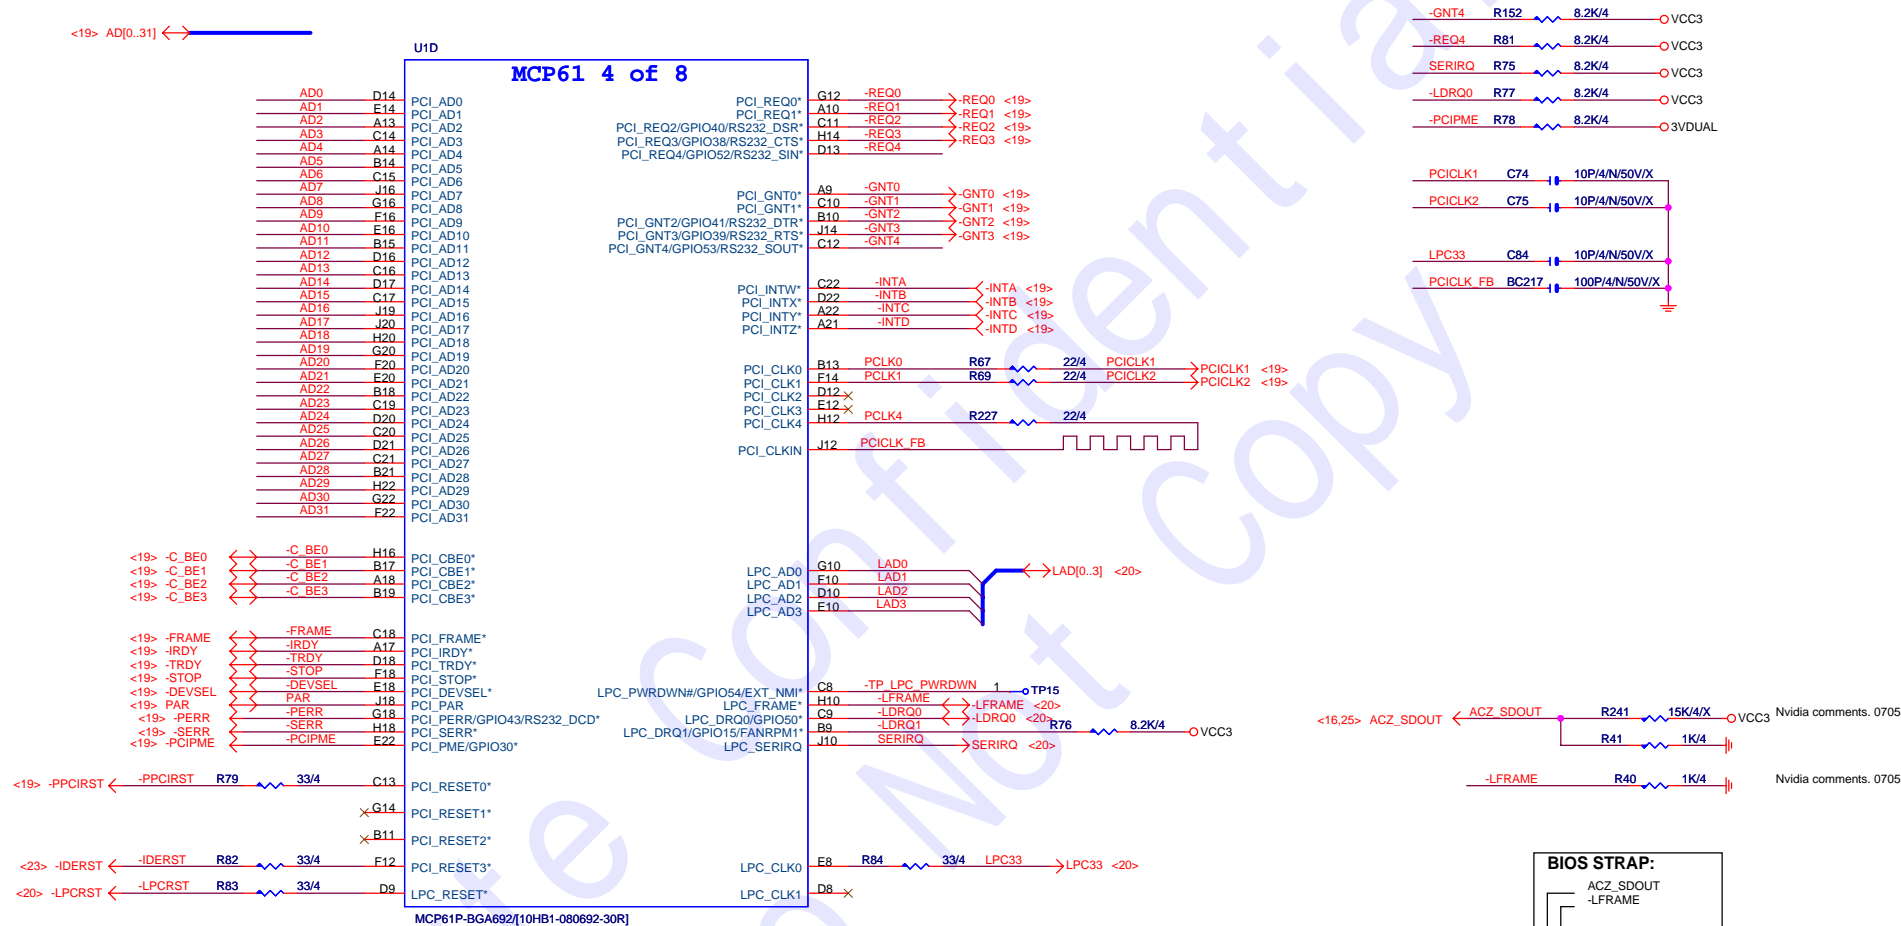 <19> AD[0..31]
U1D
MCP61 4 of 8
AD0 D14 PCI_AD0
AD1 E14 PCI_AD1
AD2 A13 PCI_AD2
AD3 C14 PCI_AD3
AD4 A14 PCI_AD4
AD5 B14 PCI_AD5
AD6 C15 PCI_AD6
AD7 J16 PCI_AD7
AD8 G16 PCI_AD8
AD9 F16 PCI_AD9
AD10 E16 PCI_AD10
AD11 B15 PCI_AD11
AD12 D16 PCI_AD12
AD13 C16 PCI_AD13
AD14 D17 PCI_AD14
AD15 C17 PCI_AD15
AD16 J19 PCI_AD16
AD17 J20 PCI_AD17
AD18 H20 PCI_AD18
AD19 G20 PCI_AD19
AD20 F20 PCI_AD20
AD21 E20 PCI_AD21
AD22 B18 PCI_AD22
AD23 C19 PCI_AD23
AD24 D20 PCI_AD24
AD25 C20 PCI_AD25
AD26 D21 PCI_AD26
AD27 C21 PCI_AD27
AD28 B21 PCI_AD28
AD29 H22 PCI_AD29
AD30 G22 PCI_AD30
AD31 F22 PCI_AD31
<19> -C_BE0 -C_BE0 H16 PCI_CBE0*
<19> -C_BE1 -C_BE1 B17 PCI_CBE1*
<19> -C_BE2 -C_BE2 A18 PCI_CBE2*
<19> -C_BE3 -C_BE3 B19 PCI_CBE3*
<19> -FRAME -FRAME C18 PCI_FRAME*
<19> -IRDY -IRDY A17 PCI_IRDY*
<19> -TRDY -TRDY D18 PCI_TRDY*
<19> -STOP -STOP F18 PCI_STOP*
<19> -DEVSEL -DEVSEL E18 PCI_DEVSEL*
<19> PAR PAR J18 PCI_PAR
<19> -PERR -PERR G18 PCI_PERR/GPIO43/RS232_DCD*
<19> -SERR -SERR H18 PCI_SERR*
<19> -PCIPME -PCIPME E22 PCI_PME/GPIO30*
<19> -PPCIRST -PPCIRST R79 33/4 C13 PCI_RESET0*
G14 PCI_RESET1*
B11 PCI_RESET2*
<23> -IDERST -IDERST R82 33/4 F12 PCI_RESET3*
<20> -LPCRST -LPCRST R83 33/4 D9 LPC_RESET*
MCP61P-BGA692/[10HB1-080692-30R]
PCI_REQ0* G12 -REQ0 -REQ0 <19>
PCI_REQ1* A10 -REQ1 -REQ1 <19>
PCI_REQ2/GPIO40/RS232_DSR* C11 -REQ2 -REQ2 <19>
PCI_REQ3/GPIO38/RS232_CTS* H14 -REQ3 -REQ3 <19>
PCI_REQ4/GPIO52/RS232_SIN* D13 -REQ4
PCI_GNT0* A9 -GNT0 -GNT0 <19>
PCI_GNT1* C10 -GNT1 -GNT1 <19>
PCI_GNT2/GPIO41/RS232_DTR* B10 -GNT2 -GNT2 <19>
PCI_GNT3/GPIO39/RS232_RTS* J14 -GNT3 -GNT3 <19>
PCI_GNT4/GPIO53/RS232_SOUT* C12 -GNT4
PCI_INTW* C22 -INTA -INTA <19>
PCI_INTX* D22 -INTB -INTB <19>
PCI_INTY* A22 -INTC -INTC <19>
PCI_INTZ* A21 -INTD -INTD <19>
PCI_CLK0 B13 PCLK0 R67 22/4 PCICLK1 PCICLK1 <19>
PCI_CLK1 F14 PCLK1 R69 22/4 PCICLK2 PCICLK2 <19>
PCI_CLK2 D12
PCI_CLK3 E12
PCI_CLK4 H12 PCLK4 R227 22/4
PCI_CLKIN J12 PCICLK_FB
LPC_AD0 G10 LAD0 LAD[0..3] <20>
LPC_AD1 F10 LAD1
LPC_AD2 D10 LAD2
LPC_AD3 E10 LAD3
LPC_PWRDWN#/GPIO54/EXT_NMI* C8 -TP_LPC_PWRDWN 1 TP15
LPC_FRAME* H10 -LFRAME -LFRAME <20>
LPC_DRQ0/GPIO50* C9 -LDRQ0 -LDRQ0 <20>
LPC_DRQ1/GPIO15/FANRPM1* B9 -LDRQ1 R76 8.2K/4 VCC3
LPC_SERIRQ J10 SERIRQ SERIRQ <20>
LPC_CLK0 E8 R84 33/4 LPC33 LPC33 <20>
LPC_CLK1 D8
-GNT4 R152 8.2K/4 VCC3
-REQ4 R81 8.2K/4 VCC3
SERIRQ R75 8.2K/4 VCC3
-LDRQ0 R77 8.2K/4 VCC3
-PCIPME R78 8.2K/4 3VDUAL
PCICLK1 C74 10P/4/N/50V/X
PCICLK2 C75 10P/4/N/50V/X
LPC33 C84 10P/4/N/50V/X
PCICLK_FB BC217 100P/4/N/50V/X
<16,25> ACZ_SDOUT ACZ_SDOUT R241 15K/4/X VCC3 Nvidia comments. 0705
R41 1K/4
-LFRAME R40 1K/4 Nvidia comments. 0705
BIOS STRAP:
ACZ_SDOUT
-LFRAME
Confidential
Not Copy